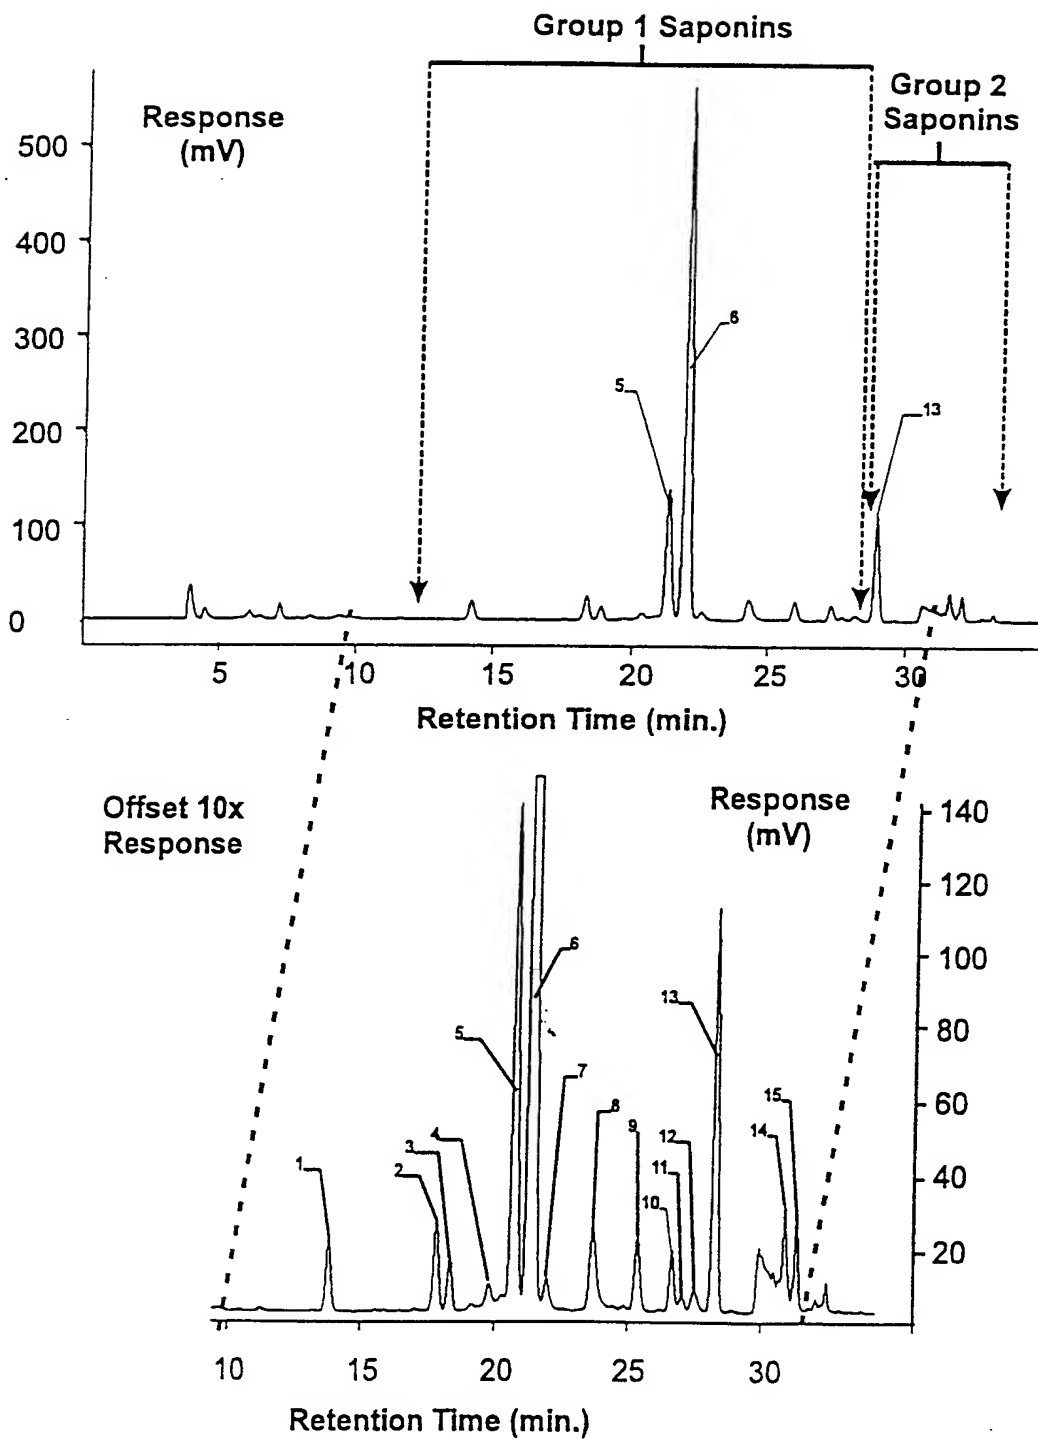 Group 1 Saponins
Group 2
Saponins
Response
(mV)
500
400
300
200
100
0
5
6
13
5 10 15 20 25 30
Retention Time (min.)
Offset 10x
Response
Response
(mV)
140
120
100
80
60
40
20
1
2
3
4
5
6
7
8
9
10
11
12
13
14
15
10 15 20 25 30
Retention Time (min.)